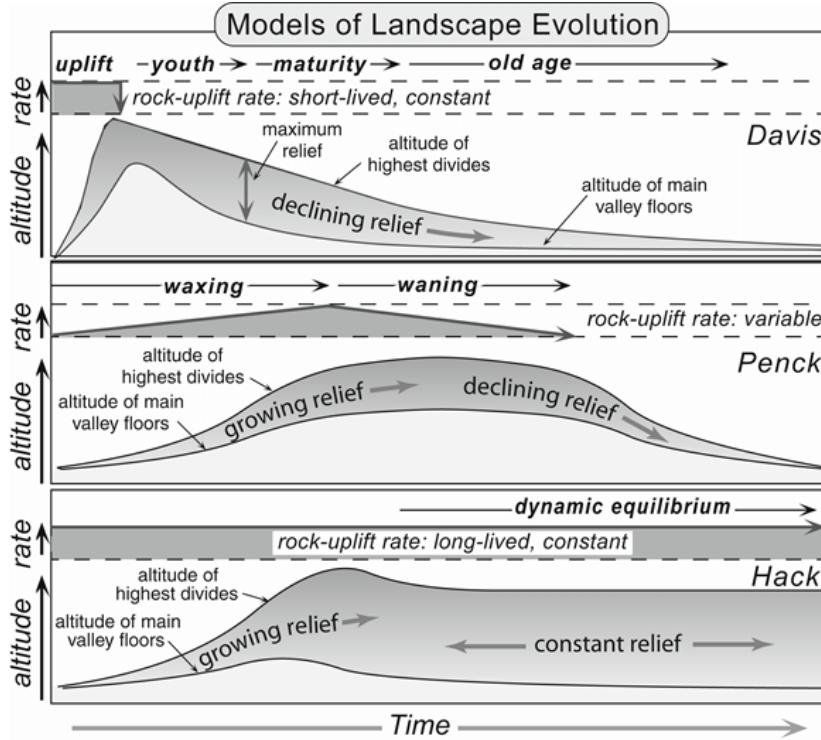 Models of Landscape Evolution
uplift youth maturity old age
rate
rock-uplift rate: short-lived, constant
Davis
altitude
maximum
relief
altitude of
highest divides
declining relief
altitude of main
valley floors
waxing waning
rate
rock-uplift rate: variable
Penck
altitude
altitude of
highest divides
altitude of main
valley floors
growing relief
declining relief
dynamic equilibrium
rate
rock-uplift rate: long-lived, constant
Hack
altitude
altitude of
highest divides
altitude of main
valley floors
growing relief
constant relief
Time